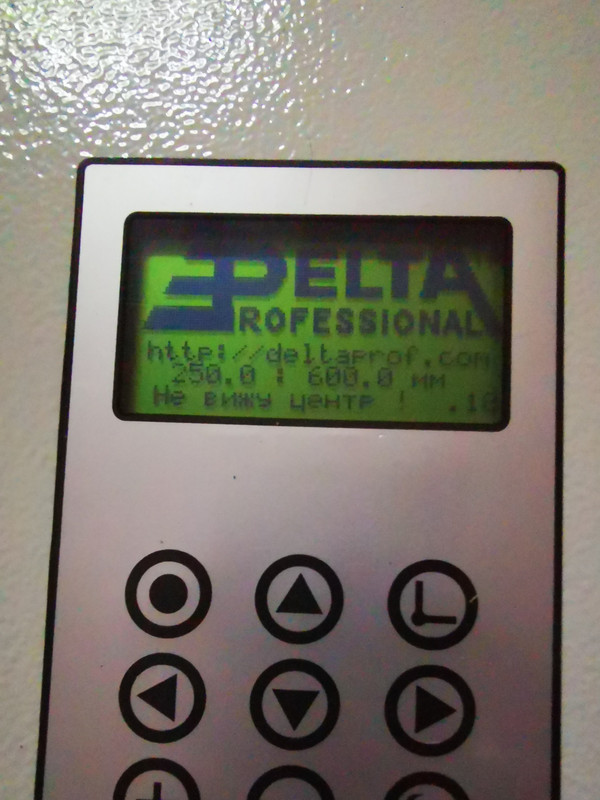 DELTA
PROFESSIONAL
http://deltaprof.com
250.0 : 600.0 мм
Не вижу центр !